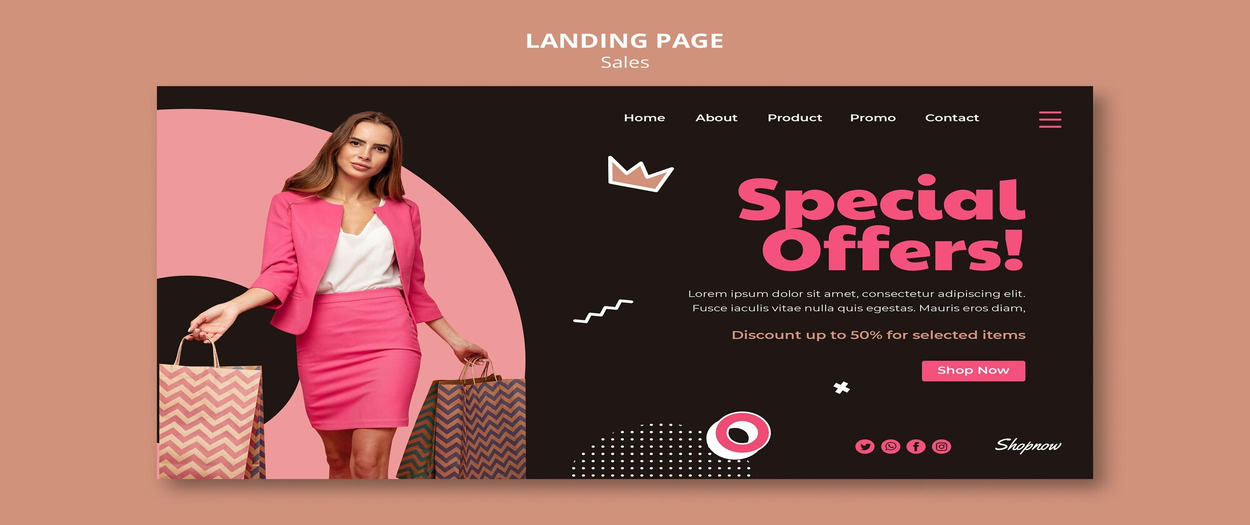 LANDING PAGE
Sales
Home About Product Promo Contact
Special
Offers!
Lorem ipsum dolor sit amet, consectetur adipiscing elit.
Fusce iaculis vitae nulla quis egestas. Mauris eros diam,
Discount up to 50% for selected items
Shop Now
Shopnow